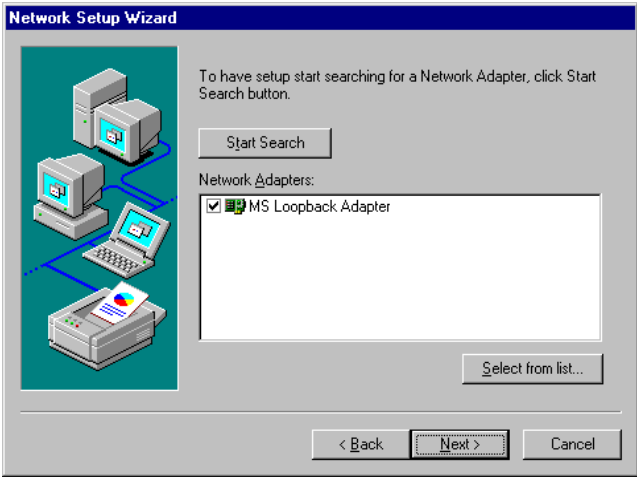 Network Setup Wizard
To have setup start searching for a Network Adapter, click Start
Search button.
Start Search
Network Adapters:
MS Loopback Adapter
Select from list...
< Back
Next >
Cancel